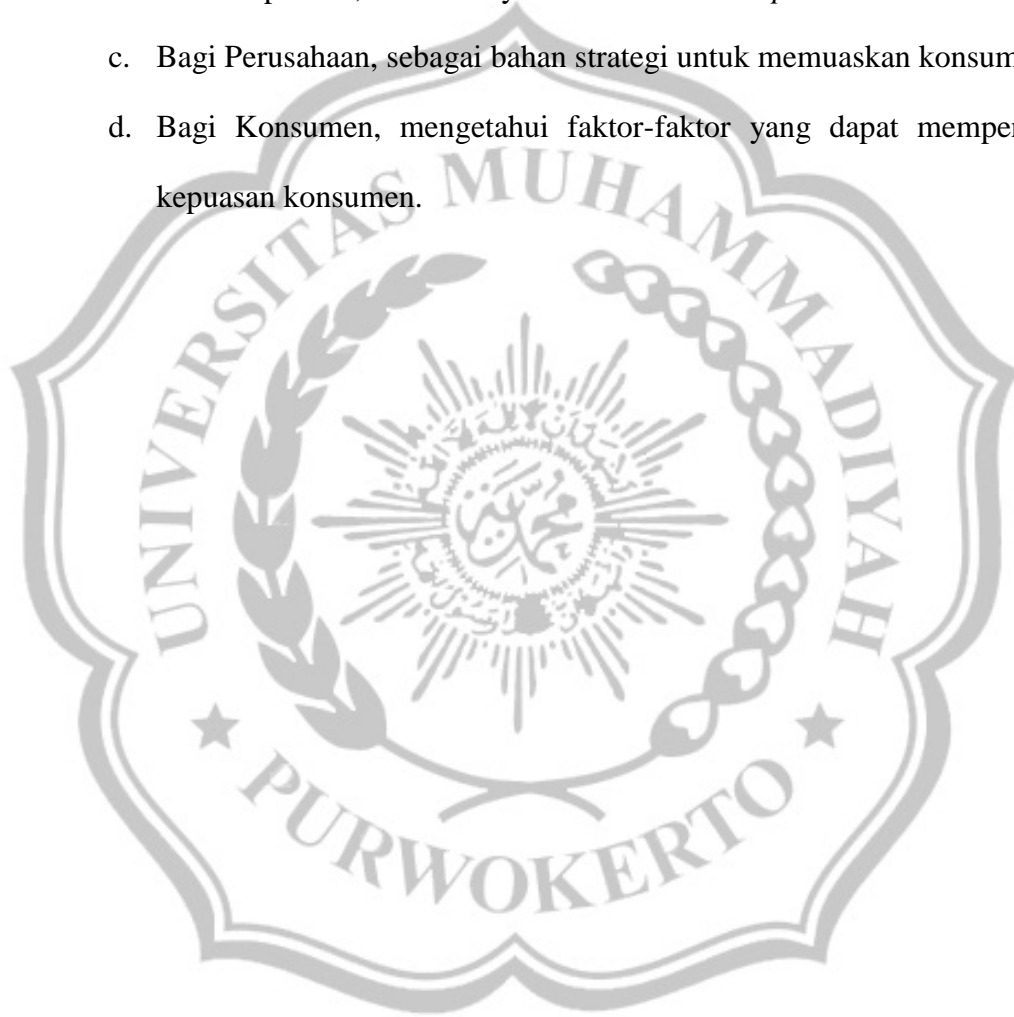 c. Bagi Perusahaan, sebagai bahan strategi untuk memuaskan konsum
d. Bagi Konsumen, mengetahui faktor-faktor yang dapat memper
kepuasan konsumen.
UNIVERSITAS MUHAMMADIYAH
PURWOKERTO
محمد